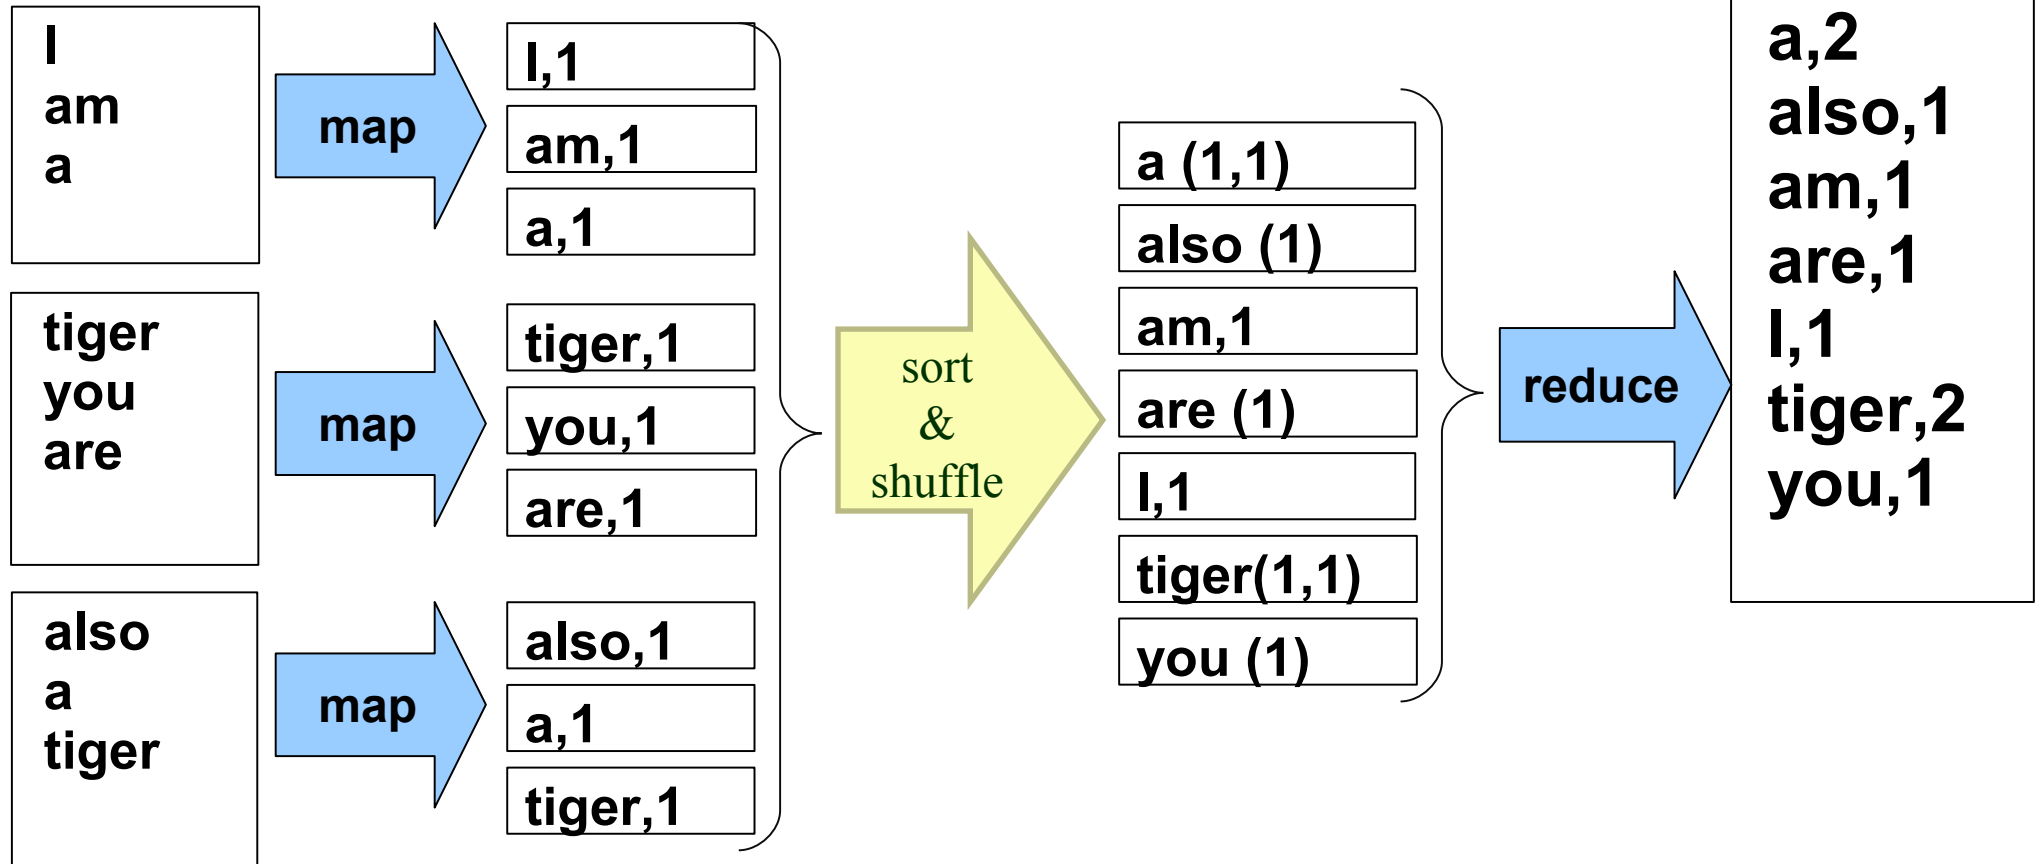 I
am
a
map
I,1
am,1
a,1
tiger
you
are
map
tiger,1
you,1
are,1
also
a
tiger
map
also,1
a,1
tiger,1
sort
&
shuffle
a (1,1)
also (1)
am,1
are (1)
I,1
tiger(1,1)
you (1)
reduce
a,2
also,1
am,1
are,1
I,1
tiger,2
you,1